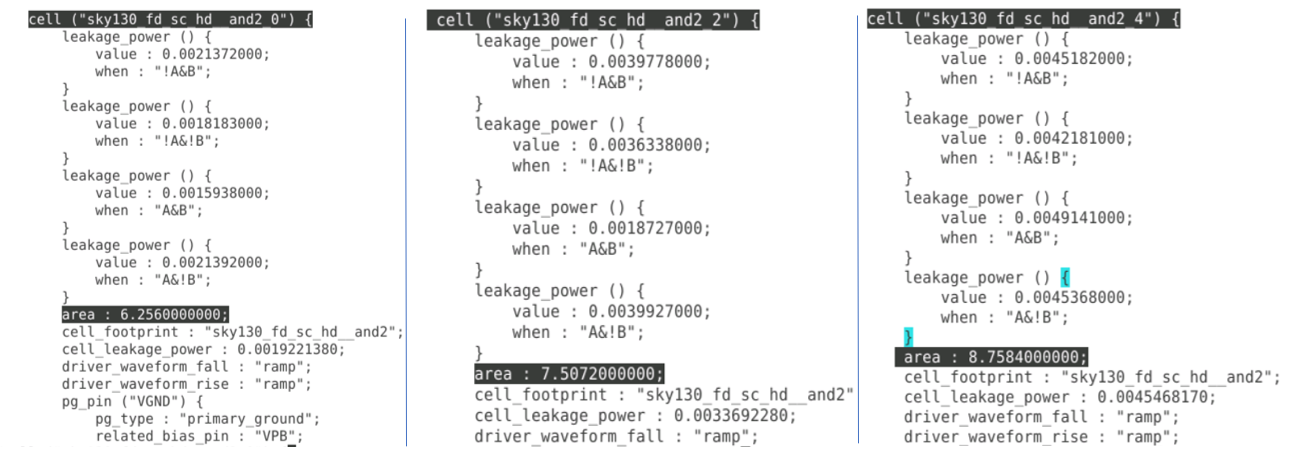 cell ("sky130_fd_sc_hd__and2_0") {
leakage_power () {
value : 0.0021372000;
when : "!A&B";
}
leakage_power () {
value : 0.0018183000;
when : "!A&!B";
}
leakage_power () {
value : 0.0015938000;
when : "A&B";
}
leakage_power () {
value : 0.0021392000;
when : "A&!B";
}
area : 6.2560000000;
cell_footprint : "sky130_fd_sc_hd__and2";
cell_leakage_power : 0.0019221380;
driver_waveform_fall : "ramp";
driver_waveform_rise : "ramp";
pg_pin ("VGND") {
pg_type : "primary_ground";
related_bias_pin : "VPB";
cell ("sky130_fd_sc_hd__and2_2") {
leakage_power () {
value : 0.0039778000;
when : "!A&B";
}
leakage_power () {
value : 0.0036338000;
when : "!A&!B";
}
leakage_power () {
value : 0.0018727000;
when : "A&B";
}
leakage_power () {
value : 0.0039927000;
when : "A&!B";
}
area : 7.5072000000;
cell_footprint : "sky130_fd_sc_hd__and2"
cell_leakage_power : 0.0033692280;
driver_waveform_fall : "ramp";
cell ("sky130_fd_sc_hd__and2_4") {
leakage_power () {
value : 0.0045182000;
when : "!A&B";
}
leakage_power () {
value : 0.0042181000;
when : "!A&!B";
}
leakage_power () {
value : 0.0049141000;
when : "A&B";
}
leakage_power () {
value : 0.0045368000;
when : "A&!B";
}
area : 8.7584000000;
cell_footprint : "sky130_fd_sc_hd__and2";
cell_leakage_power : 0.0045468170;
driver_waveform_fall : "ramp";
driver_waveform_rise : "ramp";